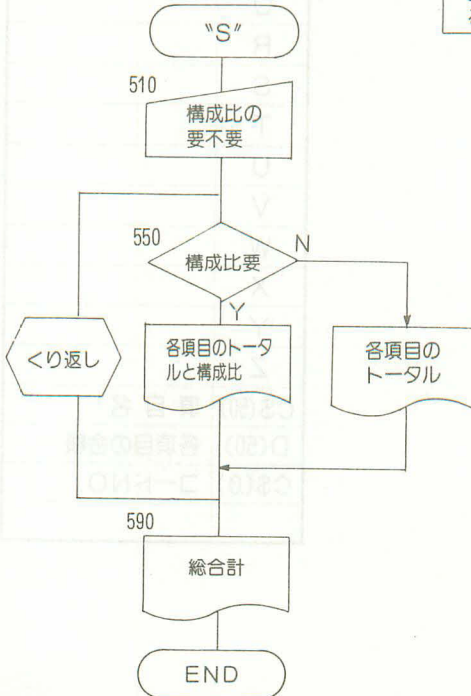 "S"
510
構成比の
要不要
550
構成比要
N
Y
くり返し
各項目のトータ
ルと構成比
各項目の
トータル
590
総合計
END